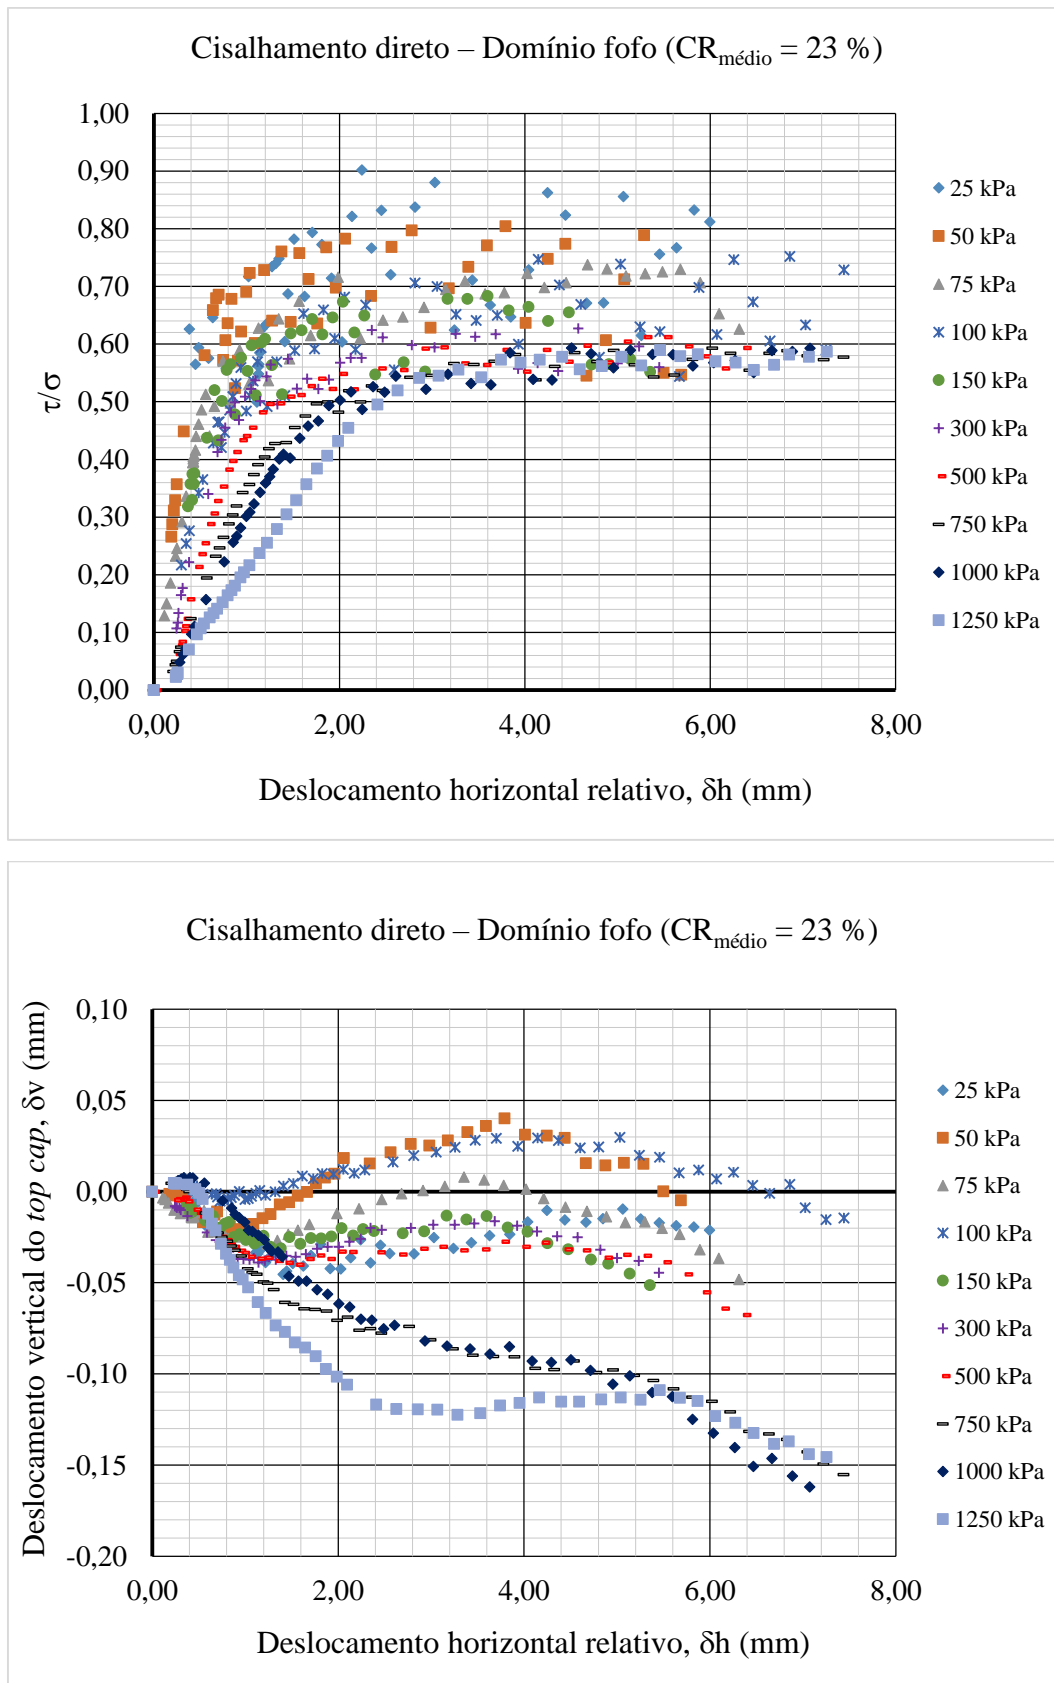 Cisalhamento direto – Domínio fofo (CRmédio = 23 %)
1,00
0,90
0,80
0,70
0,60
0,50
0,40
0,30
0,20
0,10
0,00
τ/σ
0,00 2,00 4,00 6,00 8,00
Deslocamento horizontal relativo, δh (mm)
25 kPa
50 kPa
75 kPa
100 kPa
150 kPa
300 kPa
500 kPa
750 kPa
1000 kPa
1250 kPa
Cisalhamento direto – Domínio fofo (CRmédio = 23 %)
0,10
0,05
0,00
-0,05
-0,10
-0,15
-0,20
Deslocamento vertical do top cap, δv (mm)
0,00 2,00 4,00 6,00 8,00
Deslocamento horizontal relativo, δh (mm)
25 kPa
50 kPa
75 kPa
100 kPa
150 kPa
300 kPa
500 kPa
750 kPa
1000 kPa
1250 kPa